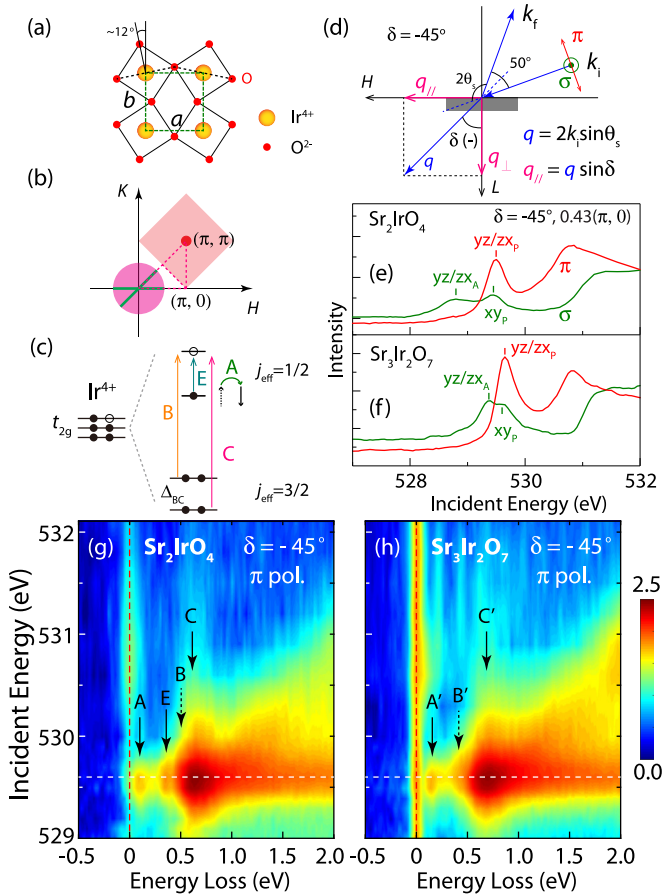 (a)
~12°
b
a
O
Ir4+
O2-
(b)
K
(π, π)
(π, 0)
H
(c)
Ir4+
t2g
B
E
A
C
jeff=1/2
jeff=3/2
ΔBC
(d)
δ = -45°
kf
π
ki
σ
50°
2θs
H
q//
δ (-)
q
q⊥
L
q = 2kisinθs
q// = q sinδ
Sr2IrO4
δ = -45°, 0.43(π, 0)
yz/zxP
(e)
yz/zxA
xyP
π
σ
Sr3Ir2O7
yz/zxP
(f)
yz/zxA
xyP
Intensity
528
530
532
Incident Energy (eV)
(g)
Sr2IrO4
δ = - 45°
π pol.
C
B
A
E
532
531
530
529
Incident Energy (eV)
-0.5
0
0.5
1.0
1.5
2.0
Energy Loss (eV)
(h)
Sr3Ir2O7
δ = - 45°
π pol.
C′
B′
A′
-0.5
0
0.5
1.0
1.5
2.0
Energy Loss (eV)
2.5
0.0